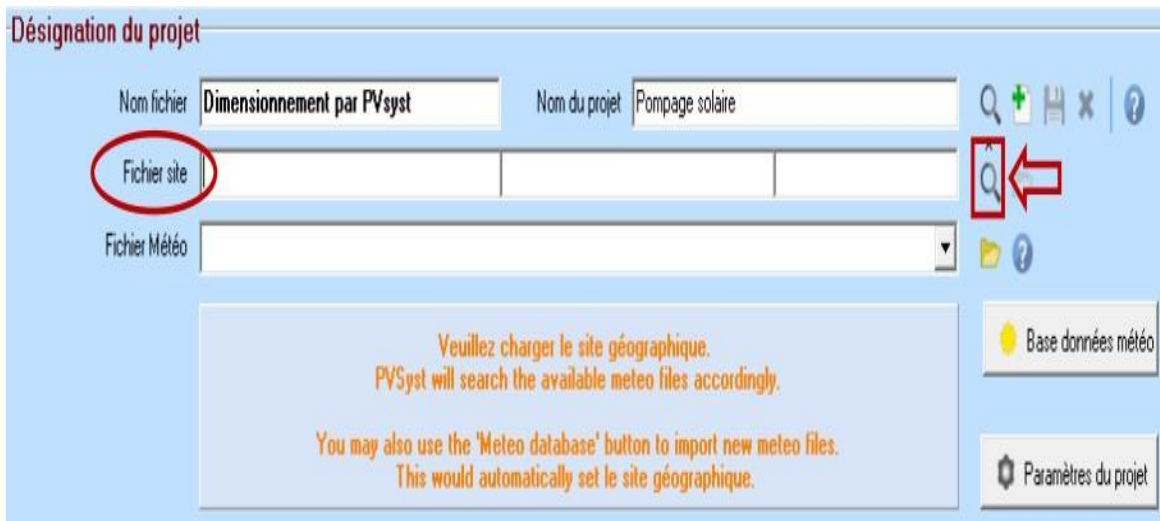 Désignation du projet
Nom fichier Dimensionnement par PVsyst Nom du projet Pompage solaire
Fichier site
Fichier Météo
Veuillez charger le site géographique.
PVSyst will search the available meteo files accordingly.
You may also use the 'Meteo database' button to import new meteo files.
This would automatically set le site géographique.
Base données météo
Paramètres du projet